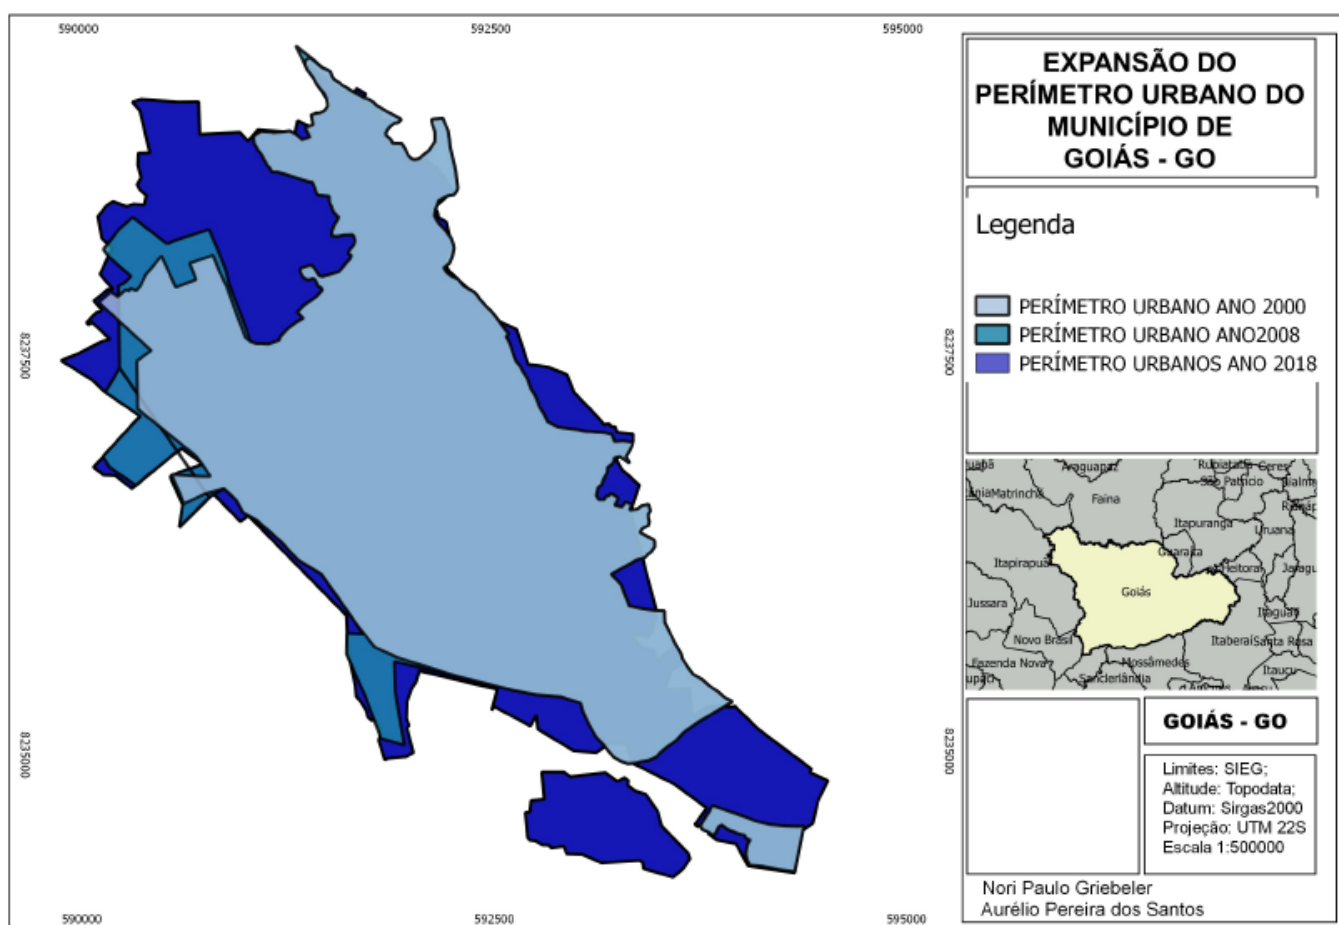 590000
592500
595000
8237500
8235000
8237500
8235000
590000
592500
595000
EXPANSÃO DO
PERÍMETRO URBANO DO
MUNICÍPIO DE
GOIÁS - GO
Legenda
PERÍMETRO URBANO ANO 2000
PERÍMETRO URBANO ANO2008
PERÍMETRO URBANOS ANO 2018
Araguapaz
Rubiataba
Ceres
São Patrício
Matrinchã
Faina
Itapuranga
Uruana
Guaraíta
Itapirapuã
Heitoraí
Jaragu
Goiás
Jussara
Itaguar
Novo Brasil
Itaberaí
Santa Rosa
Fazenda Nova
Mossâmedes
Itauçu
Sanclerlândia
GOIÁS - GO
Limites: SIEG;
Altitude: Topodata;
Datum: Sirgas2000
Projeção: UTM 22S
Escala 1:500000
Nori Paulo Griebeler
Aurélio Pereira dos Santos